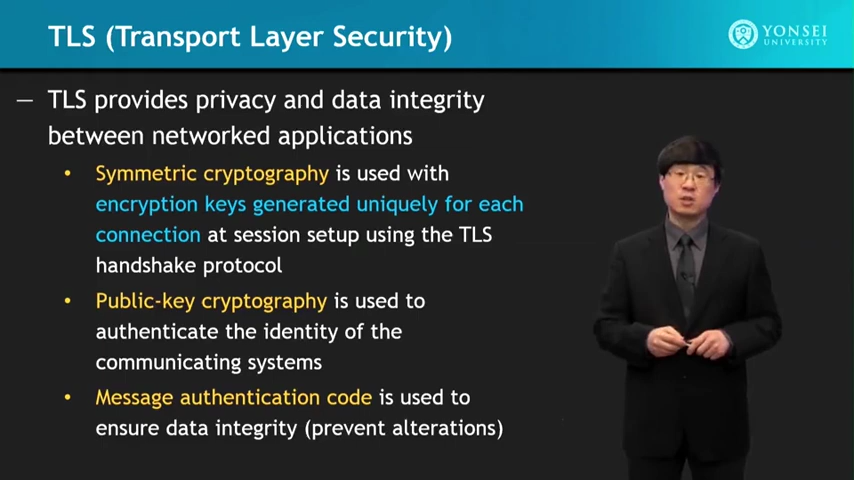 TLS (Transport Layer Security)
YONSEI
UNIVERSITY
— TLS provides privacy and data integrity
between networked applications
• Symmetric cryptography is used with
encryption keys generated uniquely for each
connection at session setup using the TLS
handshake protocol
• Public-key cryptography is used to
authenticate the identity of the
communicating systems
• Message authentication code is used to
ensure data integrity (prevent alterations)